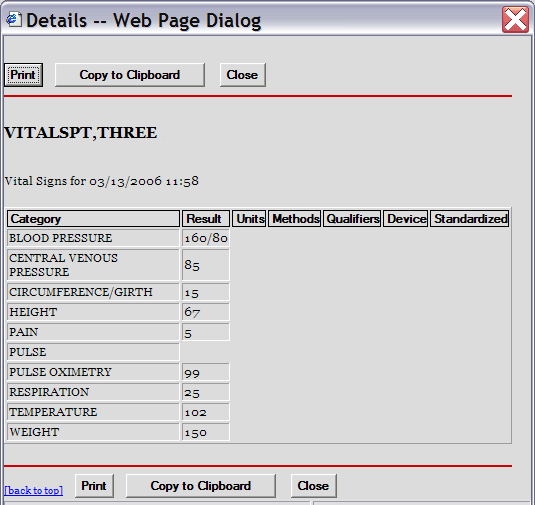 Details -- Web Page Dialog
Print Copy to Clipboard Close
VITALSPT,THREE
Vital Signs for 03/13/2006 11:58
Category Result Units Methods Qualifiers Device Standardized
BLOOD PRESSURE 160/80
CENTRAL VENOUS
PRESSURE 85
CIRCUMFERENCE/GIRTH 15
HEIGHT 67
PAIN 5
PULSE
PULSE OXIMETRY 99
RESPIRATION 25
TEMPERATURE 102
WEIGHT 150
[back to top] Print Copy to Clipboard Close